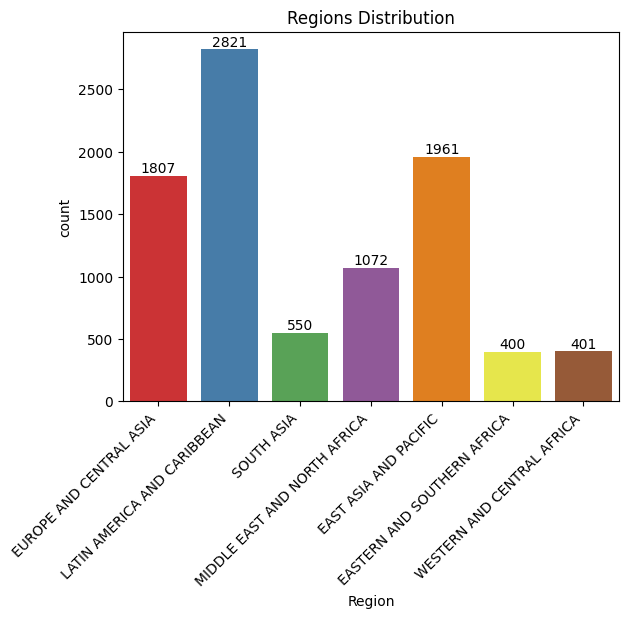 Regions Distribution
2821
1961
1807
1072
550
400
401
2500
2000
1500
1000
500
0
count
EUROPE AND CENTRAL ASIA
LATIN AMERICA AND CARIBBEAN
SOUTH ASIA
MIDDLE EAST AND NORTH AFRICA
EAST ASIA AND PACIFIC
EASTERN AND SOUTHERN AFRICA
WESTERN AND CENTRAL AFRICA
Region